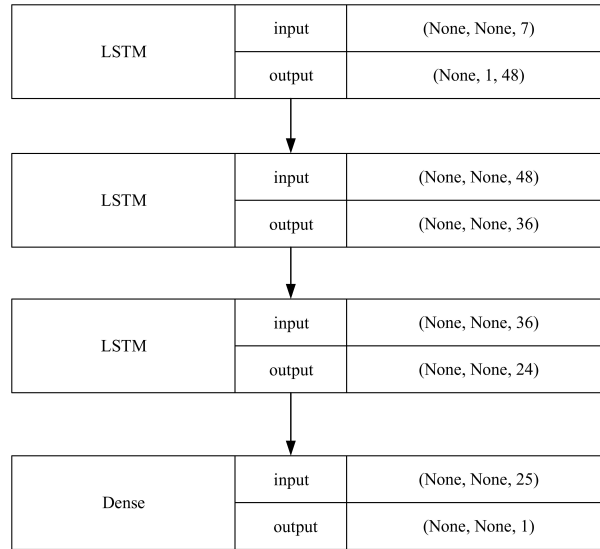 LSTM
input
(None, None, 7)
output
(None, 1, 48)
LSTM
input
(None, None, 48)
output
(None, None, 36)
LSTM
input
(None, None, 36)
output
(None, None, 24)
Dense
input
(None, None, 25)
output
(None, None, 1)